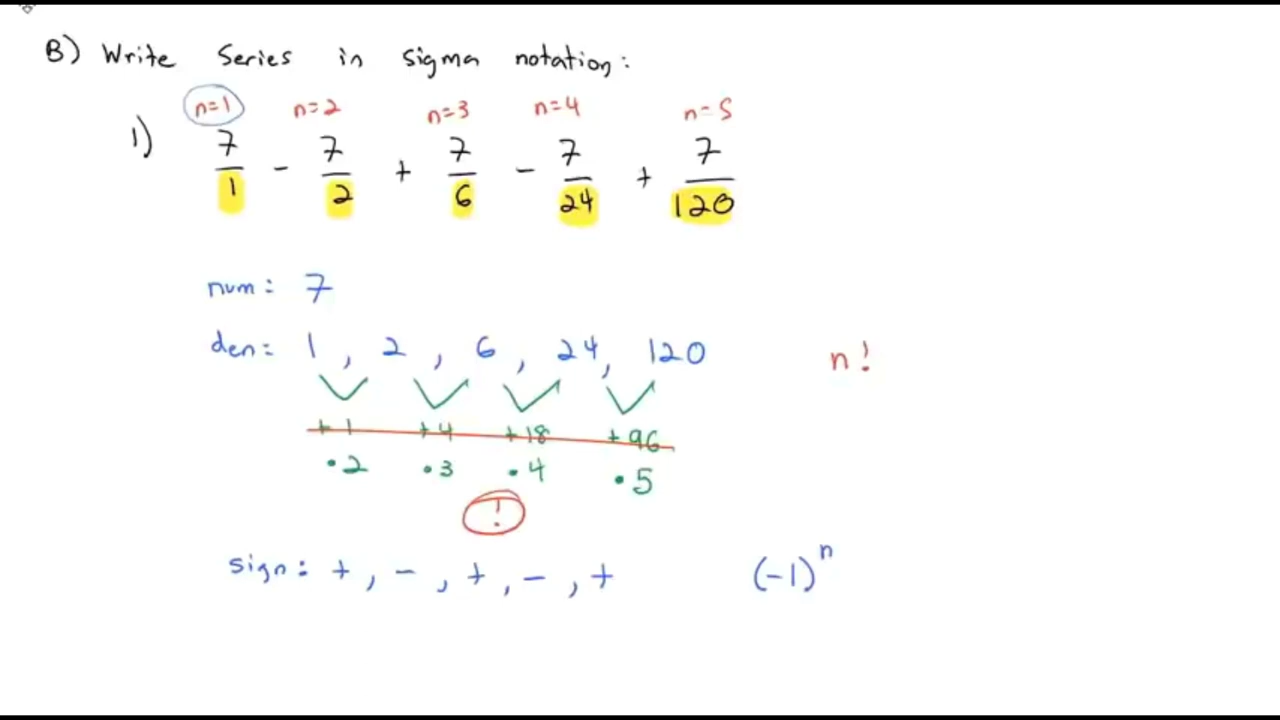 B) Write Series in sigma notation:
n=1 n=2 n=3 n=4 n=5
1) 7/1 - 7/2 + 7/6 - 7/24 + 7/120
num: 7
den: 1, 2, 6, 24, 120 n!
+1 +4 +18 +96
·2 ·3 ·4 ·5
!
sign: +, -, +, -, + (-1)^n